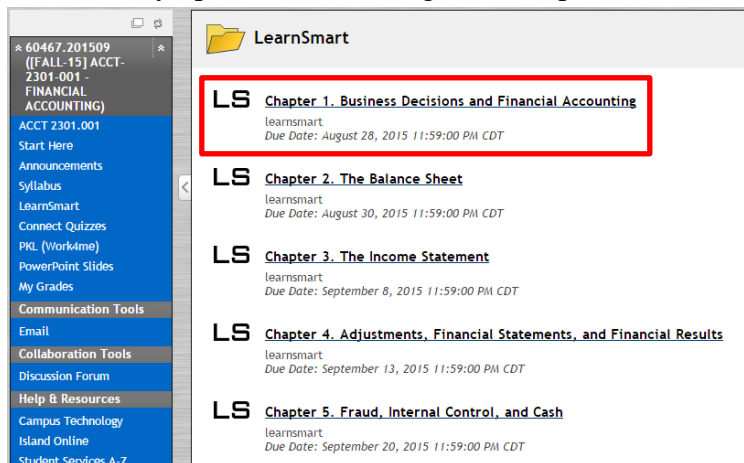 60467.201509
([FALL-15] ACCT-
2301-001 -
FINANCIAL
ACCOUNTING)
ACCT 2301.001
Start Here
Announcements
Syllabus
LearnSmart
Connect Quizzes
PKL (Work4me)
PowerPoint Slides
My Grades
Communication Tools
Email
Collaboration Tools
Discussion Forum
Help & Resources
Campus Technology
Island Online
Student Services A-Z
LearnSmart
LS Chapter 1. Business Decisions and Financial Accounting
learnsmart
Due Date: August 28, 2015 11:59:00 PM CDT
LS Chapter 2. The Balance Sheet
learnsmart
Due Date: August 30, 2015 11:59:00 PM CDT
LS Chapter 3. The Income Statement
learnsmart
Due Date: September 8, 2015 11:59:00 PM CDT
LS Chapter 4. Adjustments, Financial Statements, and Financial Results
learnsmart
Due Date: September 13, 2015 11:59:00 PM CDT
LS Chapter 5. Fraud, Internal Control, and Cash
learnsmart
Due Date: September 20, 2015 11:59:00 PM CDT